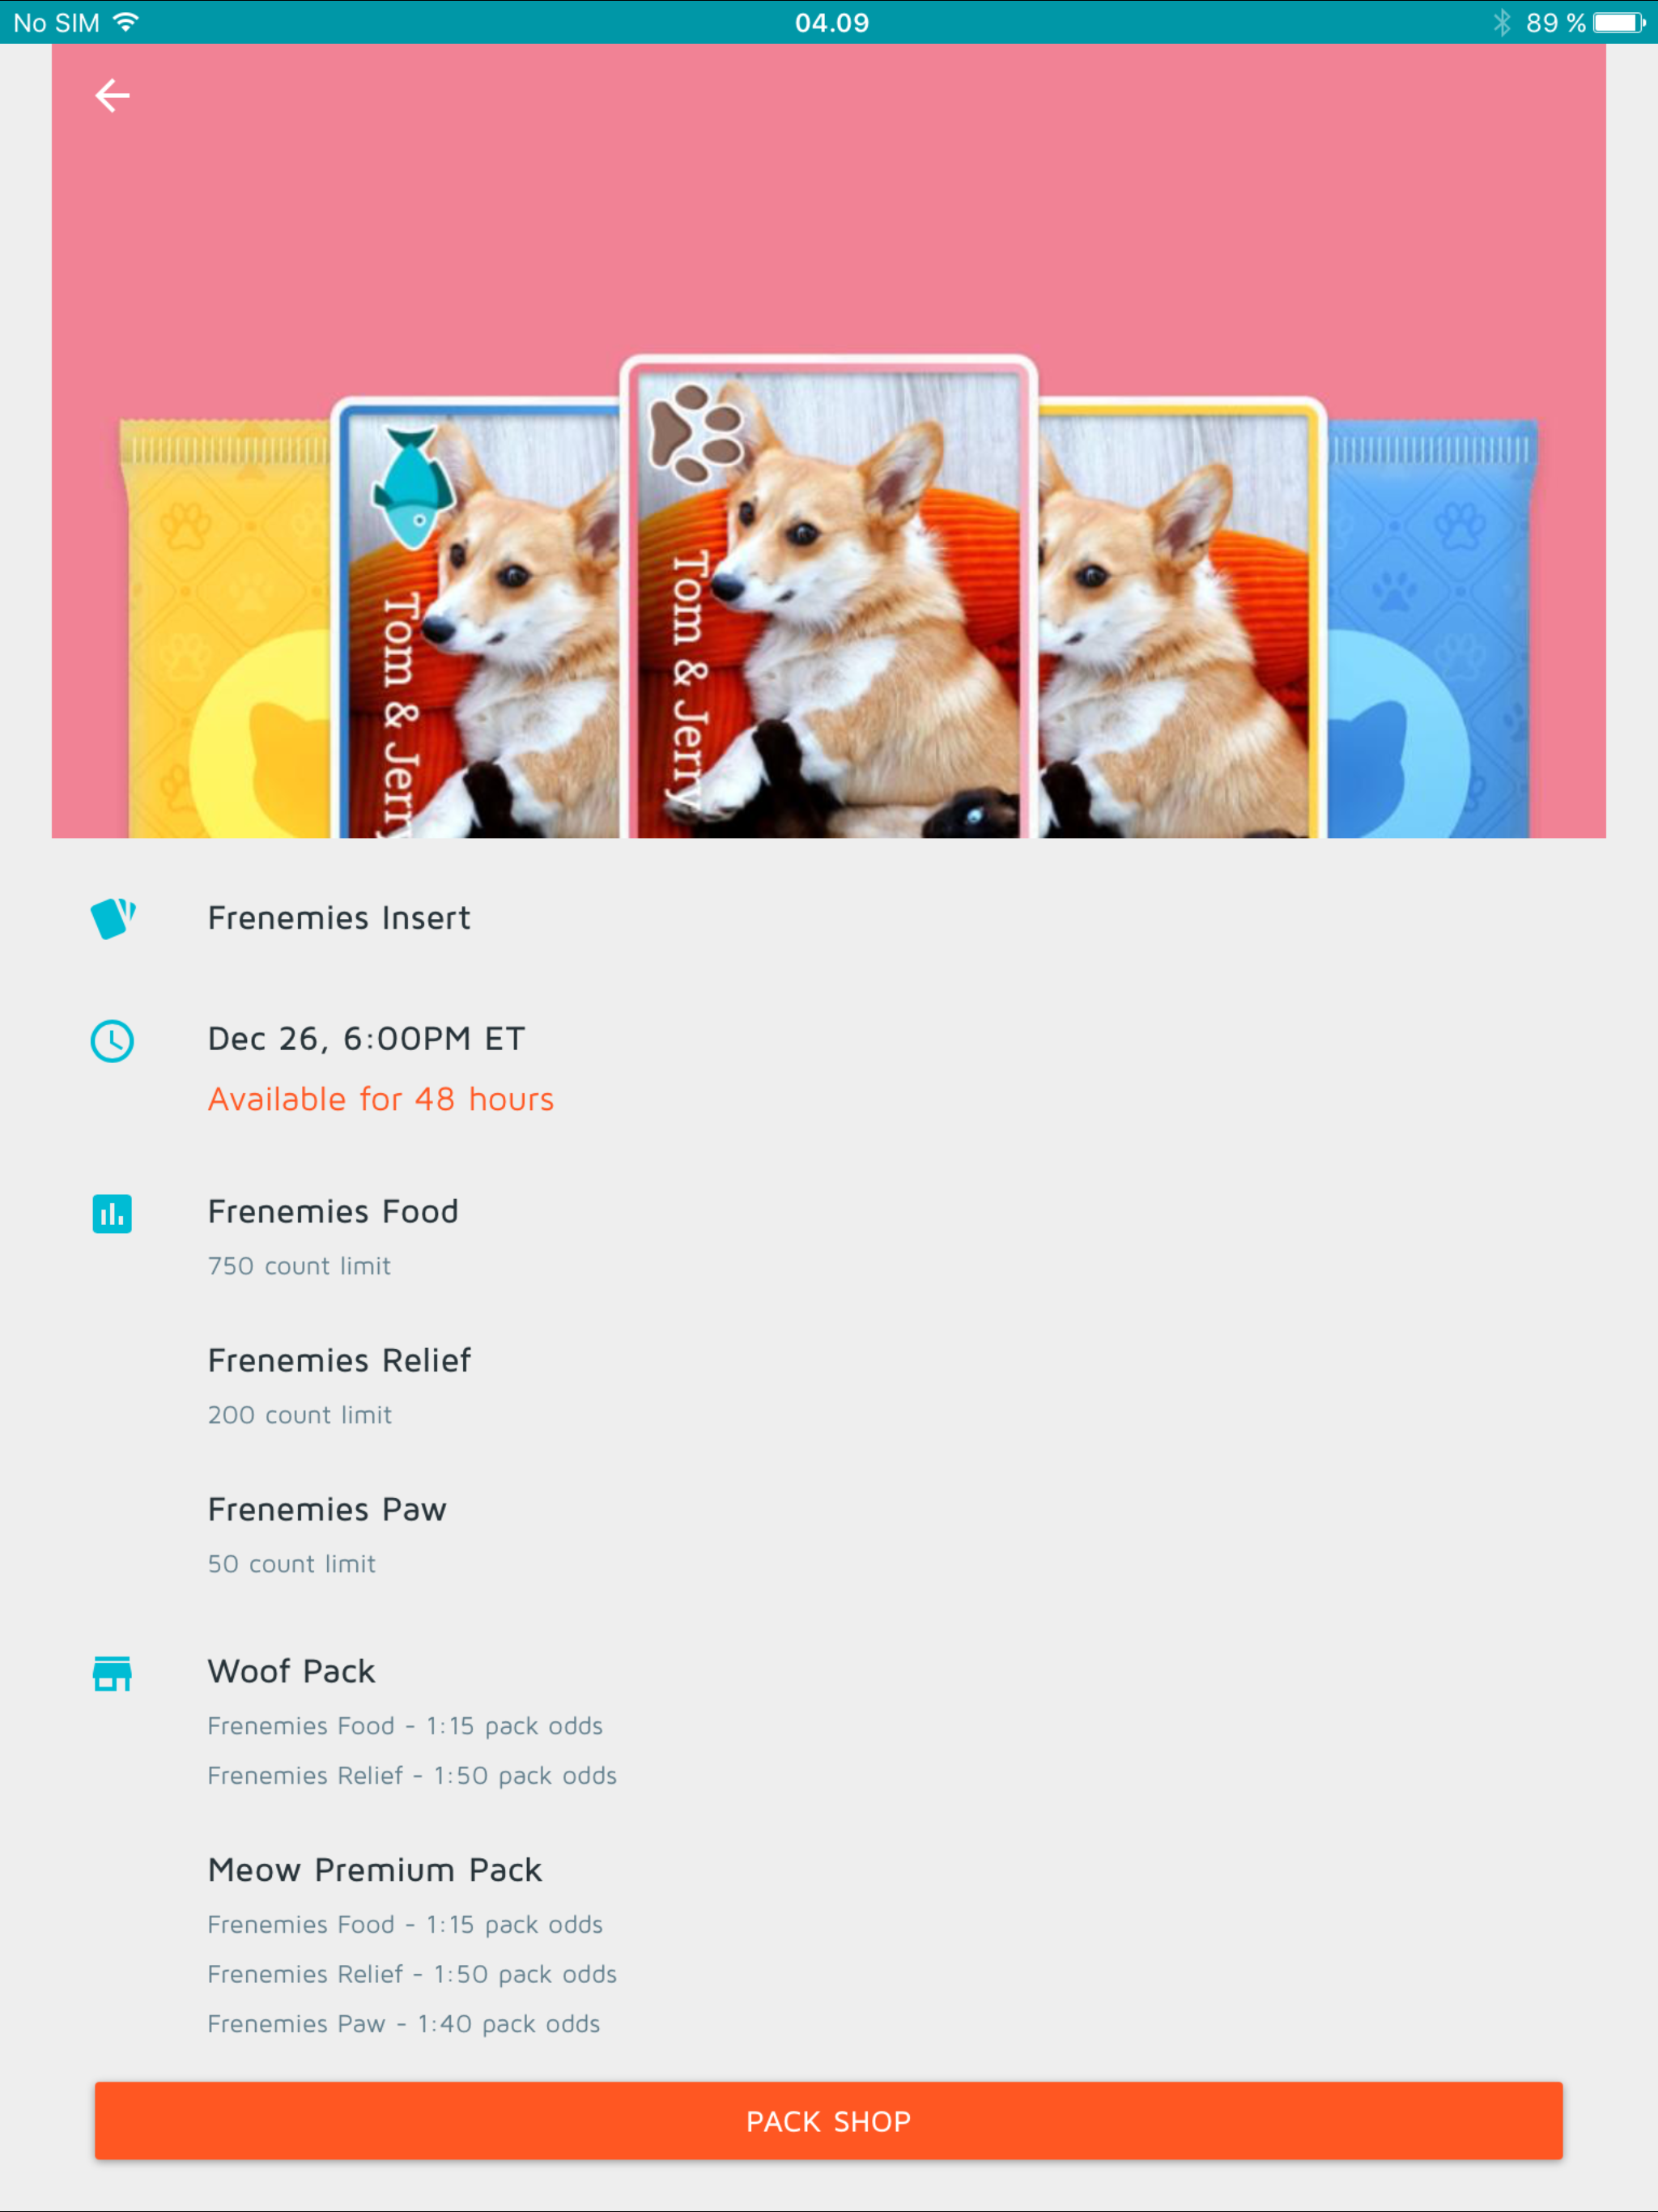 No SIM
04.09
89 %
Tom & Jerry
Tom & Jerry
Frenemies Insert
Dec 26, 6:00PM ET
Available for 48 hours
Frenemies Food
750 count limit
Frenemies Relief
200 count limit
Frenemies Paw
50 count limit
Woof Pack
Frenemies Food - 1:15 pack odds
Frenemies Relief - 1:50 pack odds
Meow Premium Pack
Frenemies Food - 1:15 pack odds
Frenemies Relief - 1:50 pack odds
Frenemies Paw - 1:40 pack odds
PACK SHOP